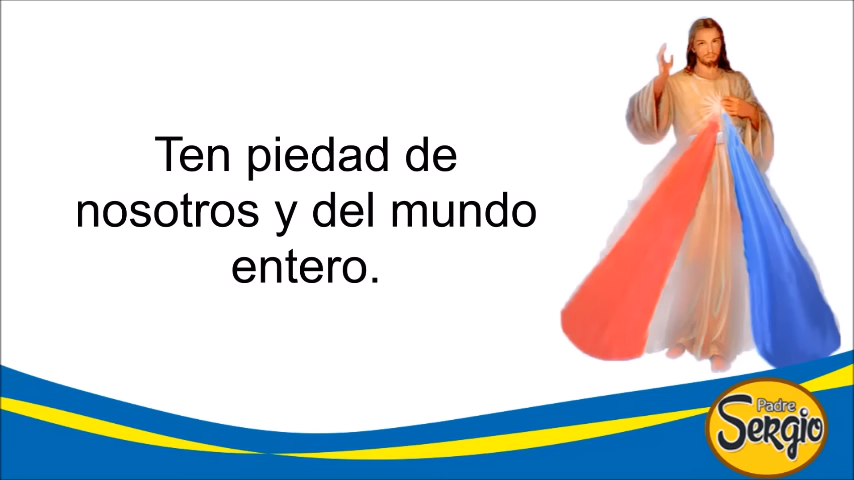 Ten piedad de
nosotros y del mundo
entero.
Padre
Sergio